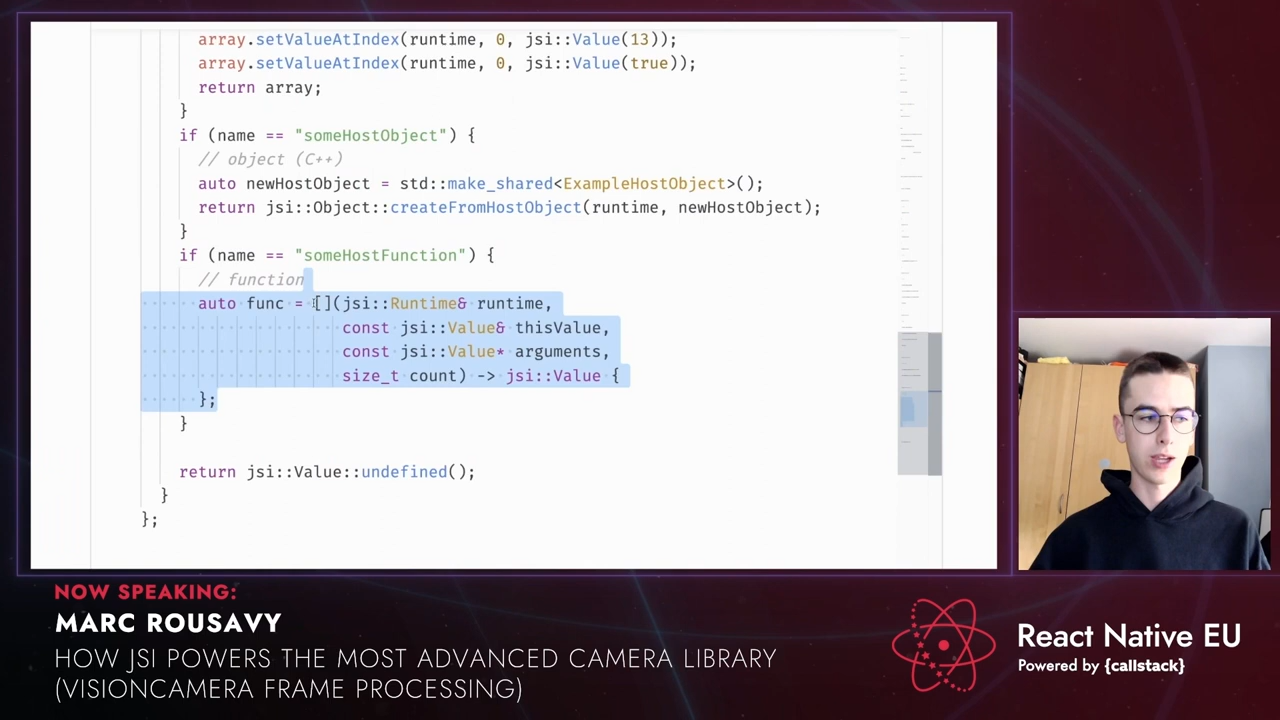 array.setValueAtIndex(runtime, 0, jsi::Value(13));
array.setValueAtIndex(runtime, 0, jsi::Value(true));
return array;
}
if (name == "someHostObject") {
// object (C++)
auto newHostObject = std::make_shared<ExampleHostObject>();
return jsi::Object::createFromHostObject(runtime, newHostObject);
}
if (name == "someHostFunction") {
// function
auto func = [](jsi::Runtime& runtime,
const jsi::Value& thisValue,
const jsi::Value* arguments,
size_t count) -> jsi::Value {
};
}
return jsi::Value::undefined();
}
};
NOW SPEAKING:
MARC ROUSAVY
HOW JSI POWERS THE MOST ADVANCED CAMERA LIBRARY
(VISIONCAMERA FRAME PROCESSING)
React Native EU
Powered by {callstack}